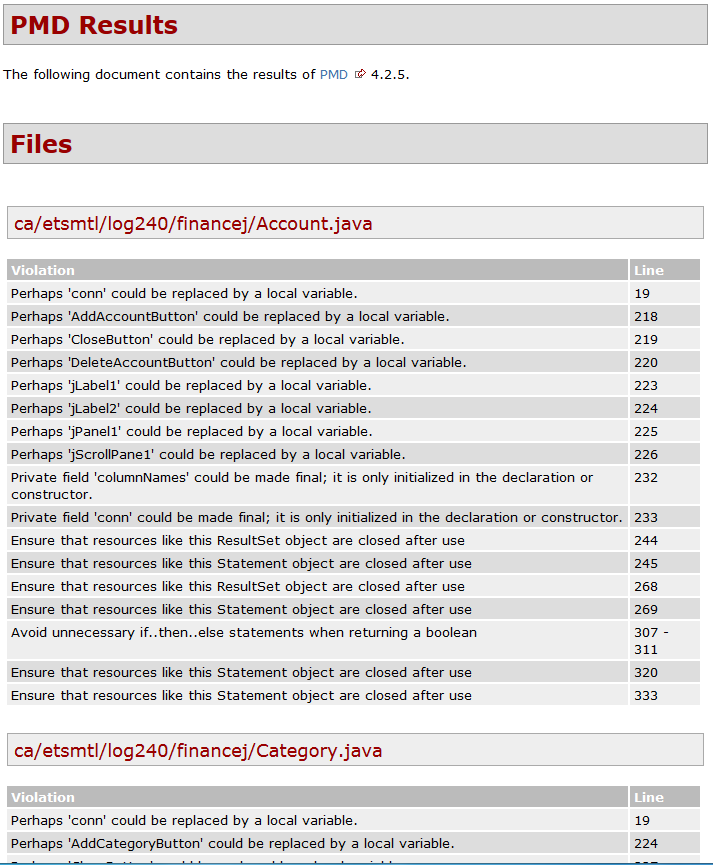 PMD Results
The following document contains the results of PMD 4.2.5.
Files
ca/etsmtl/log240/financej/Account.java
Violation Line
Perhaps 'conn' could be replaced by a local variable. 19
Perhaps 'AddAccountButton' could be replaced by a local variable. 218
Perhaps 'CloseButton' could be replaced by a local variable. 219
Perhaps 'DeleteAccountButton' could be replaced by a local variable. 220
Perhaps 'jLabel1' could be replaced by a local variable. 223
Perhaps 'jLabel2' could be replaced by a local variable. 224
Perhaps 'jPanel1' could be replaced by a local variable. 225
Perhaps 'jScrollPane1' could be replaced by a local variable. 226
Private field 'columnNames' could be made final; it is only initialized in the declaration or 232
constructor.
Private field 'conn' could be made final; it is only initialized in the declaration or constructor. 233
Ensure that resources like this ResultSet object are closed after use 244
Ensure that resources like this Statement object are closed after use 245
Ensure that resources like this ResultSet object are closed after use 268
Ensure that resources like this Statement object are closed after use 269
Avoid unnecessary if..then..else statements when returning a boolean 307 -
311
Ensure that resources like this Statement object are closed after use 320
Ensure that resources like this Statement object are closed after use 333
ca/etsmtl/log240/financej/Category.java
Violation Line
Perhaps 'conn' could be replaced by a local variable. 19
Perhaps 'AddCategoryButton' could be replaced by a local variable. 224